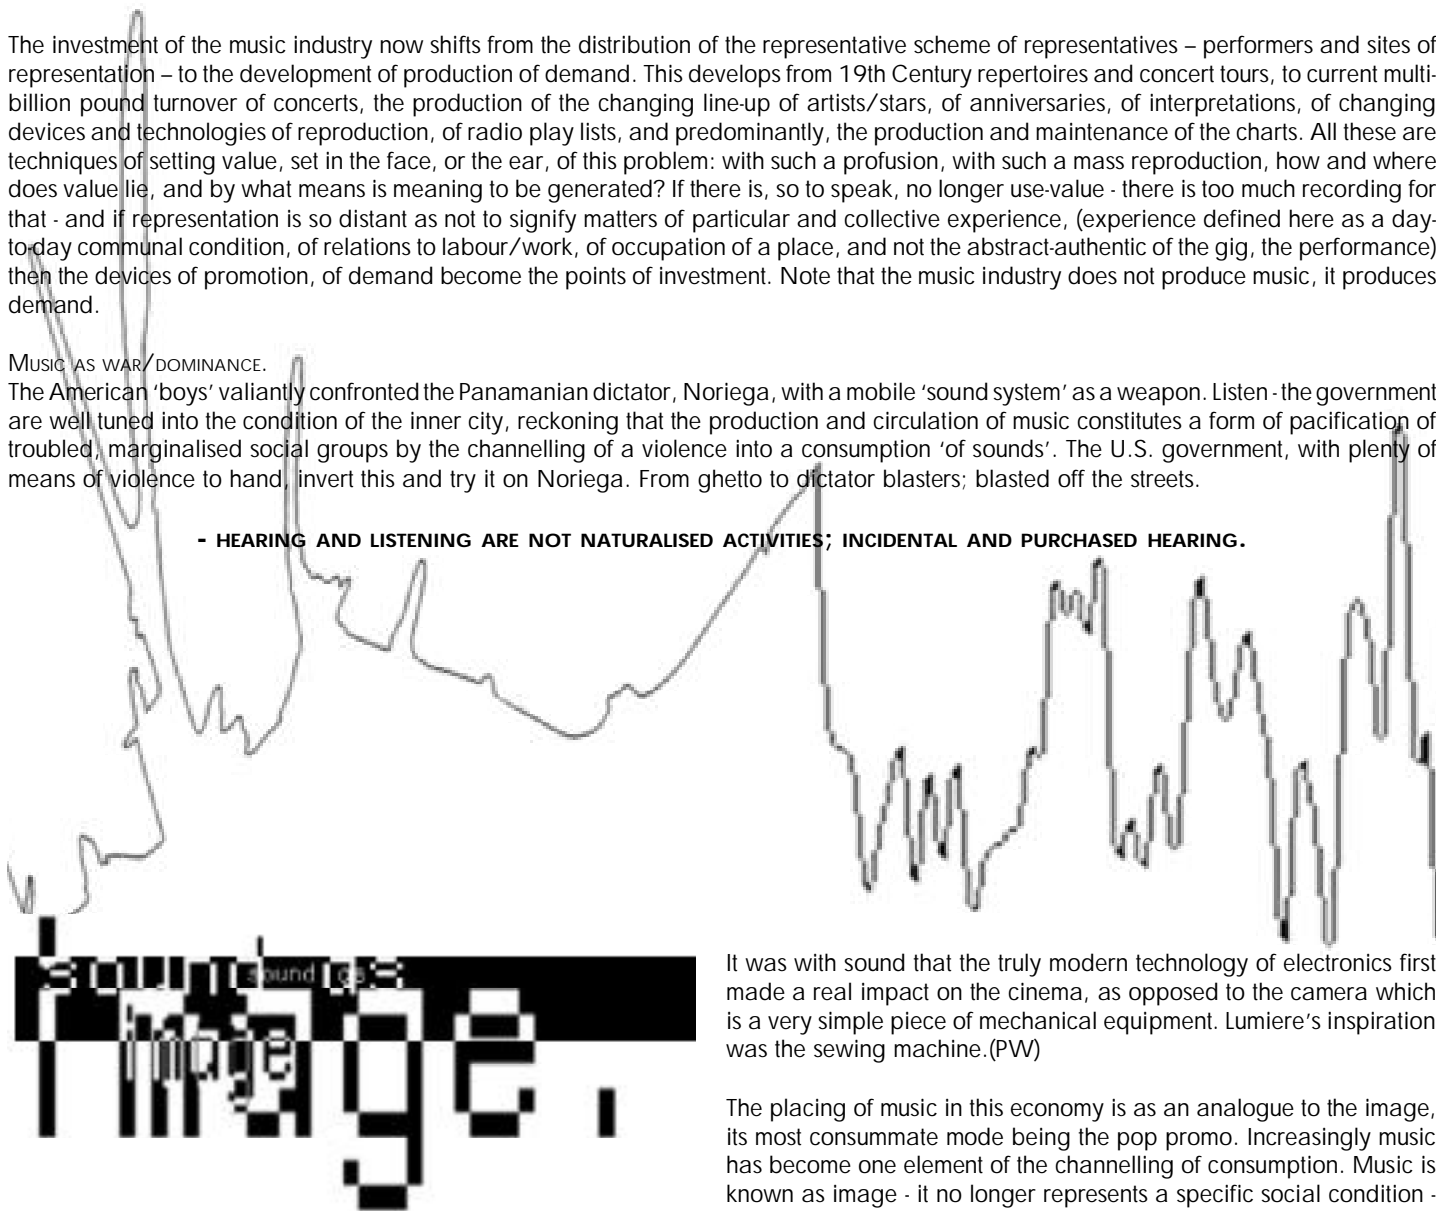 The investment of the music industry now shifts from the distribution of the representative scheme of representatives – performers and sites of
representation – to the development of production of demand. This develops from 19th Century repertoires and concert tours, to current multi-
billion pound turnover of concerts, the production of the changing line-up of artists/stars, of anniversaries, of interpretations, of changing
devices and technologies of reproduction, of radio play lists, and predominantly, the production and maintenance of the charts. All these are
techniques of setting value, set in the face, or the ear, of this problem: with such a profusion, with such a mass reproduction, how and where
does value lie, and by what means is meaning to be generated? If there is, so to speak, no longer use-value - there is too much recording for
that - and if representation is so distant as not to signify matters of particular and collective experience, (experience defined here as a day-
to-day communal condition, of relations to labour/work, of occupation of a place, and not the abstract-authentic of the gig, the performance)
then the devices of promotion, of demand become the points of investment. Note that the music industry does not produce music, it produces
demand.
MUSIC AS WAR/DOMINANCE.
The American ‘boys’ valiantly confronted the Panamanian dictator, Noriega, with a mobile ‘sound system’ as a weapon. Listen - the government
are well tuned into the condition of the inner city, reckoning that the production and circulation of music constitutes a form of pacification of
troubled, marginalised social groups by the channelling of a violence into a consumption ‘of sounds’. The U.S. government, with plenty of
means of violence to hand, invert this and try it on Noriega. From ghetto to dictator blasters; blasted off the streets.
- HEARING AND LISTENING ARE NOT NATURALISED ACTIVITIES; INCIDENTAL AND PURCHASED HEARING.
sound as
sound as
image
image.
It was with sound that the truly modern technology of electronics first
made a real impact on the cinema, as opposed to the camera which
is a very simple piece of mechanical equipment. Lumiere’s inspiration
was the sewing machine.(PW)
The placing of music in this economy is as an analogue to the image,
its most consummate mode being the pop promo. Increasingly music
has become one element of the channelling of consumption. Music is
known as image - it no longer represents a specific social condition -